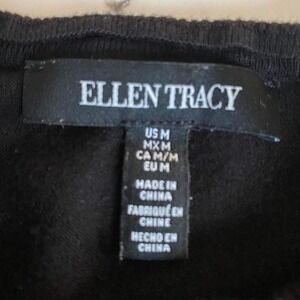 ELLEN TRACY
US M
MX M
CA M/M
EU M
MADE IN
CHINA
FABRIQUÉ EN
CHINE
HECHO EN
CHINA